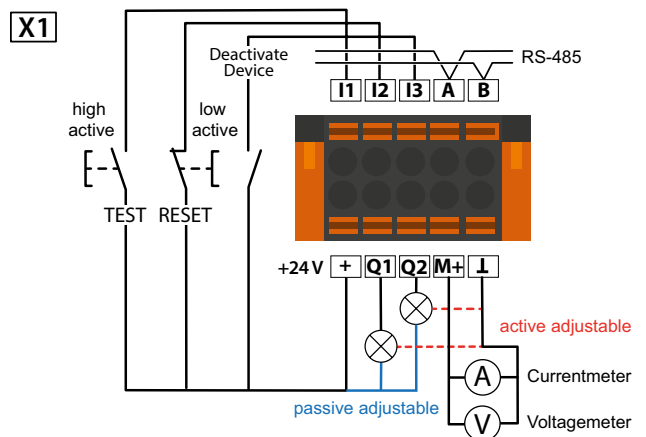 X1
Deactivate
Device
RS-485
I1 I2 I3 A B
high
active
low
active
TEST RESET
+24 V + Q1 Q2 M+ ⊥
active adjustable
A Currentmeter
passive adjustable
V Voltagemeter